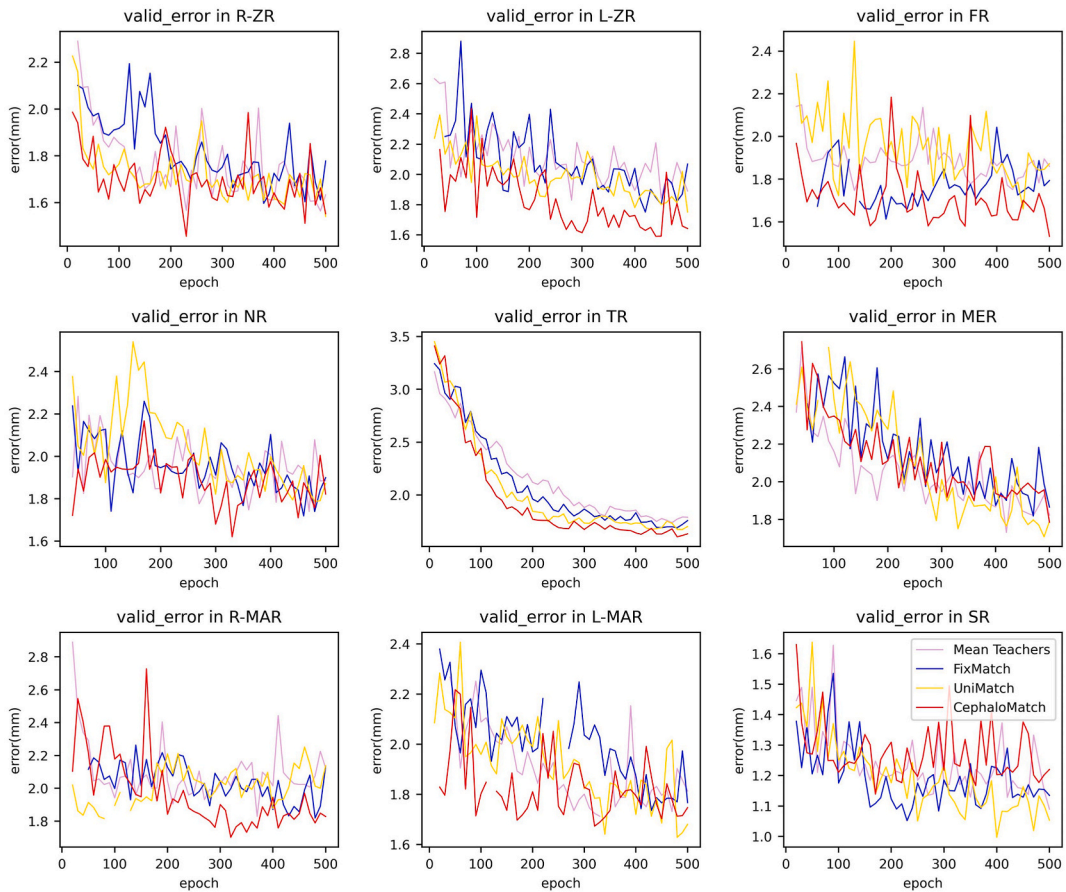 valid_error in R-ZR
error(mm)
2.2
2.0
1.8
1.6
0 100 200 300 400 500
epoch
valid_error in L-ZR
error(mm)
2.8
2.6
2.4
2.2
2.0
1.8
1.6
0 100 200 300 400 500
epoch
valid_error in FR
error(mm)
2.4
2.2
2.0
1.8
1.6
0 100 200 300 400 500
epoch
valid_error in NR
error(mm)
2.4
2.2
2.0
1.8
1.6
100 200 300 400 500
epoch
valid_error in TR
error(mm)
3.5
3.0
2.5
2.0
0 100 200 300 400 500
epoch
valid_error in MER
error(mm)
2.6
2.4
2.2
2.0
1.8
0 100 200 300 400 500
epoch
valid_error in R-MAR
error(mm)
2.8
2.6
2.4
2.2
2.0
1.8
0 100 200 300 400 500
epoch
valid_error in L-MAR
error(mm)
2.4
2.2
2.0
1.8
1.6
0 100 200 300 400 500
epoch
valid_error in SR
error(mm)
1.6
1.5
1.4
1.3
1.2
1.1
1.0
0 100 200 300 400 500
epoch
Mean Teachers
FixMatch
UniMatch
CephaloMatch